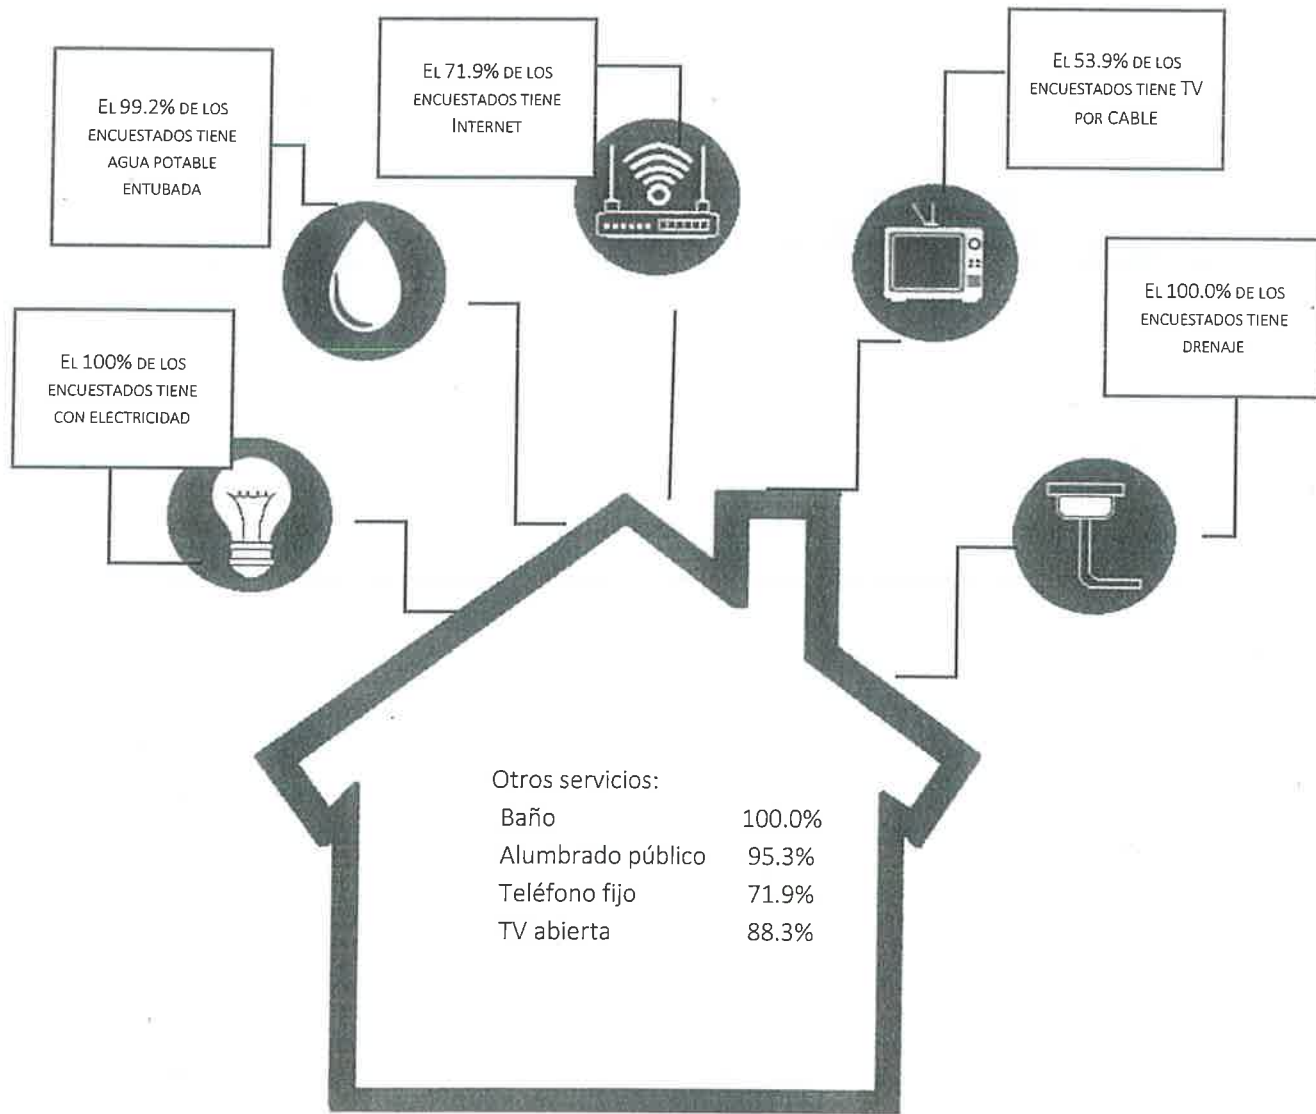 EL 99.2% DE LOS
ENCUESTADOS TIENE
AGUA POTABLE
ENTUBADA
EL 71.9% DE LOS
ENCUESTADOS TIENE
INTERNET
EL 53.9% DE LOS
ENCUESTADOS TIENE TV
POR CABLE
EL 100.0% DE LOS
ENCUESTADOS TIENE
DRENAJE
EL 100% DE LOS
ENCUESTADOS TIENE
CON ELECTRICIDAD
Otros servicios:
Baño 100.0%
Alumbrado público 95.3%
Teléfono fijo 71.9%
TV abierta 88.3%